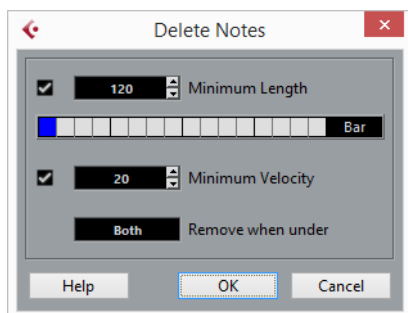 Delete Notes
120 Minimum Length
Bar
20 Minimum Velocity
Both Remove when under
Help OK Cancel